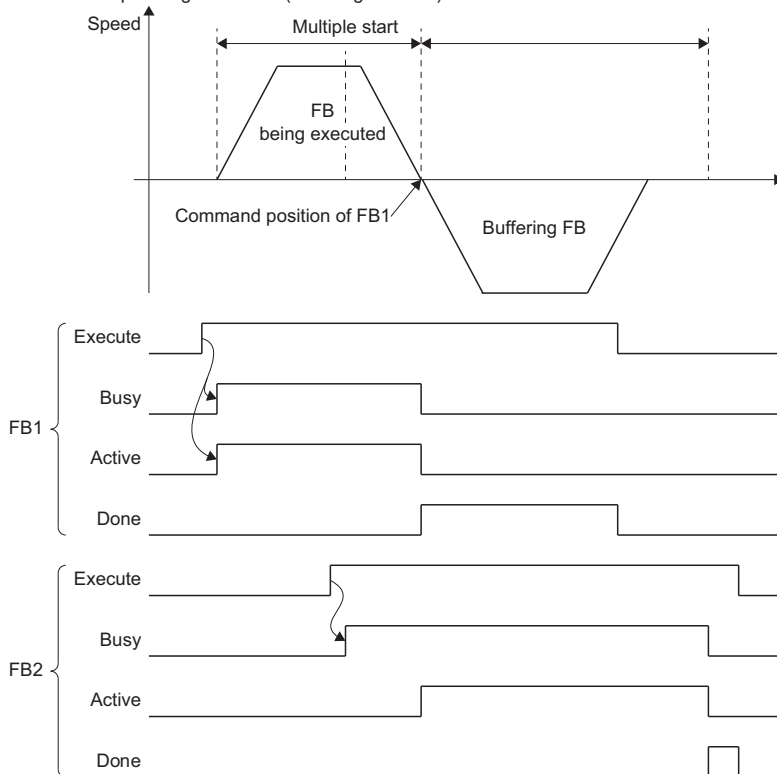 Speed
Multiple start
FB
being executed
Command position of FB1
Buffering FB
FB1
Execute
Busy
Active
Done
FB2
Execute
Busy
Active
Done